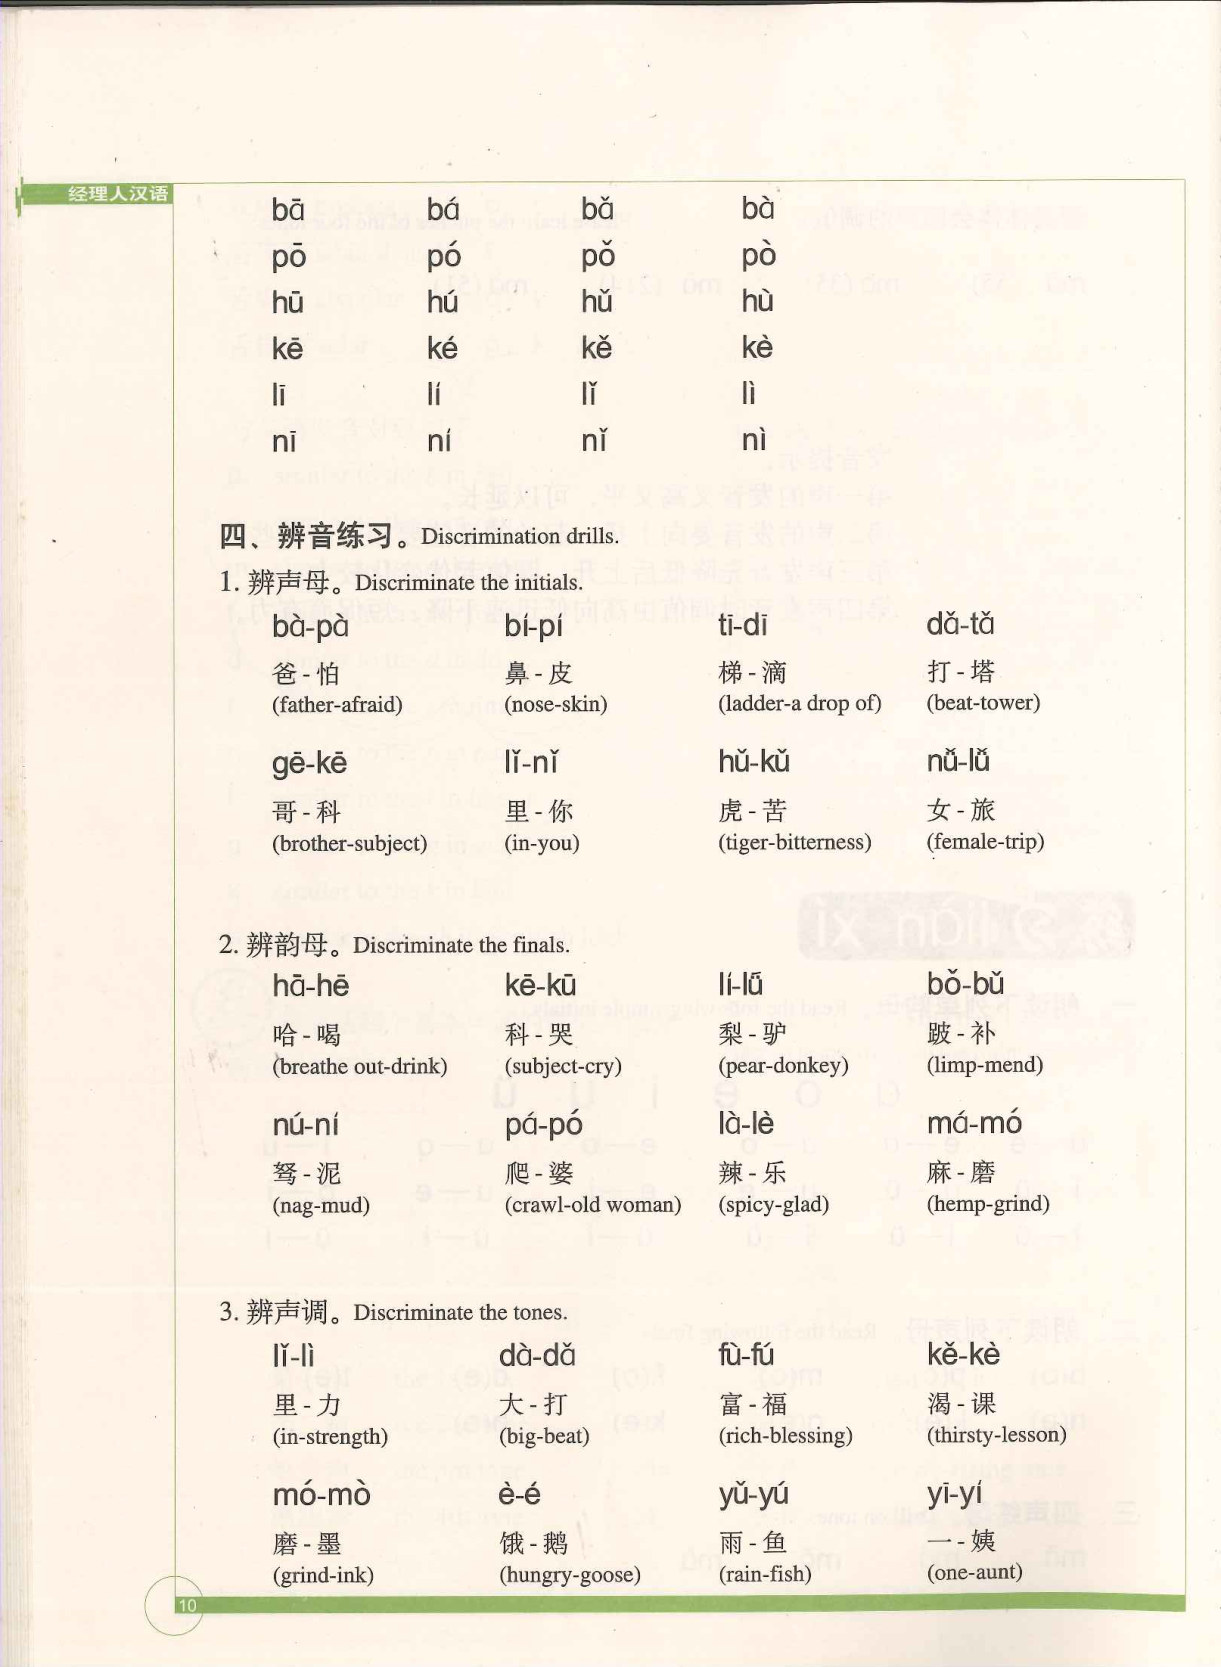 经理人汉语
bā bá bǎ bà
pō pó pǒ pò
hū hú hǔ hù
kē ké kě kè
lī lí lǐ lì
nī ní nǐ nì
四、辨音练习。Discrimination drills.
1. 辨声母。Discriminate the initials.
bà-pà bí-pí tī-dī dǎ-tǎ
爸 - 怕 鼻 - 皮 梯 - 滴 打 - 塔
(father-afraid) (nose-skin) (ladder-a drop of) (beat-tower)
gē-kē lǐ-nǐ hǔ-kǔ nǚ-lǚ
哥 - 科 里 - 你 虎 - 苦 女 - 旅
(brother-subject) (in-you) (tiger-bitterness) (female-trip)
2. 辨韵母。Discriminate the finals.
hā-hē kē-kū lí-lǘ bǒ-bǔ
哈 - 喝 科 - 哭 梨 - 驴 跛 - 补
(breathe out-drink) (subject-cry) (pear-donkey) (limp-mend)
nú-ní pá-pó là-lè má-mó
驽 - 泥 爬 - 婆 辣 - 乐 麻 - 磨
(nag-mud) (crawl-old woman) (spicy-glad) (hemp-grind)
3. 辨声调。Discriminate the tones.
lǐ-lì dà-dǎ fù-fú kě-kè
里 - 力 大 - 打 富 - 福 渴 - 课
(in-strength) (big-beat) (rich-blessing) (thirsty-lesson)
mó-mò è-é yǔ-yú yī-yí
磨 - 墨 饿 - 鹅 雨 - 鱼 一 - 姨
(grind-ink) (hungry-goose) (rain-fish) (one-aunt)
10